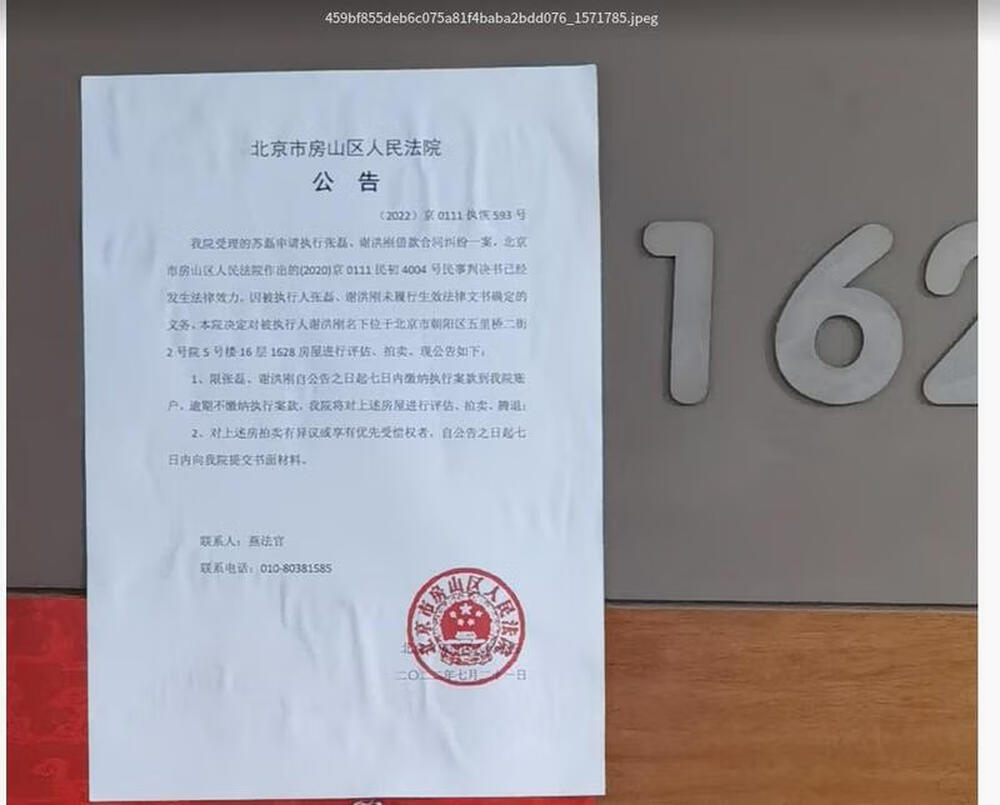 459bf855deb6c075a81f4baba2bdd076_1571785.jpeg
北京市房山区人民法院
公 告
（2022）京 0111 执恢 593 号
我院受理的苏磊申请执行张磊、谢洪刚借款合同纠纷一案，北京
市房山区人民法院作出的(2020)京 0111 民初 4004 号民事判决书已经
发生法律效力。因被执行人张磊、谢洪刚未履行生效法律文书确定的
义务，本院决定对被执行人谢洪刚名下位于北京市朝阳区五里桥二街
2 号院 5 号楼 16 层 1628 房屋进行评估、拍卖。现公告如下：
1、限张磊、谢洪刚自公告之日起七日内缴纳执行案款到我院账
户，逾期不缴纳执行案款，我院将对上述房屋进行评估、拍卖、腾退；
2、对上述房拍卖有异议或享有优先受偿权者，自公告之日起七
日内向我院提交书面材料。
联系人：燕法官
联系电话：010-80381585
北京市房山区人民法院
二〇二二年七月二十一日
162